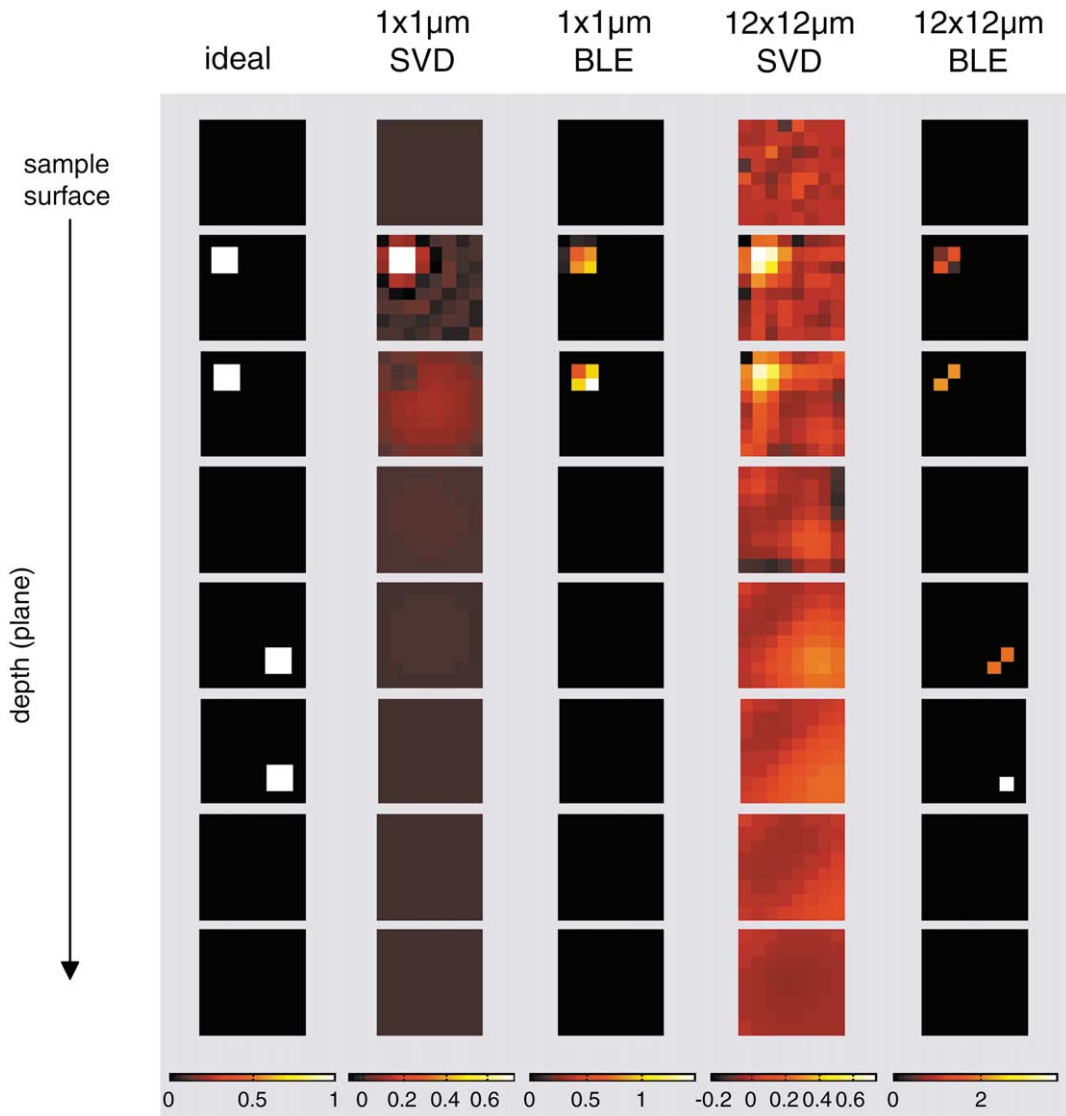 ideal
1x1µm
SVD
1x1µm
BLE
12x12µm
SVD
12x12µm
BLE
sample
surface
depth (plane)
0 0.5 1
0 0.2 0.4 0.6
0 0.5 1
-0.2 0 0.2 0.4 0.6
0 2